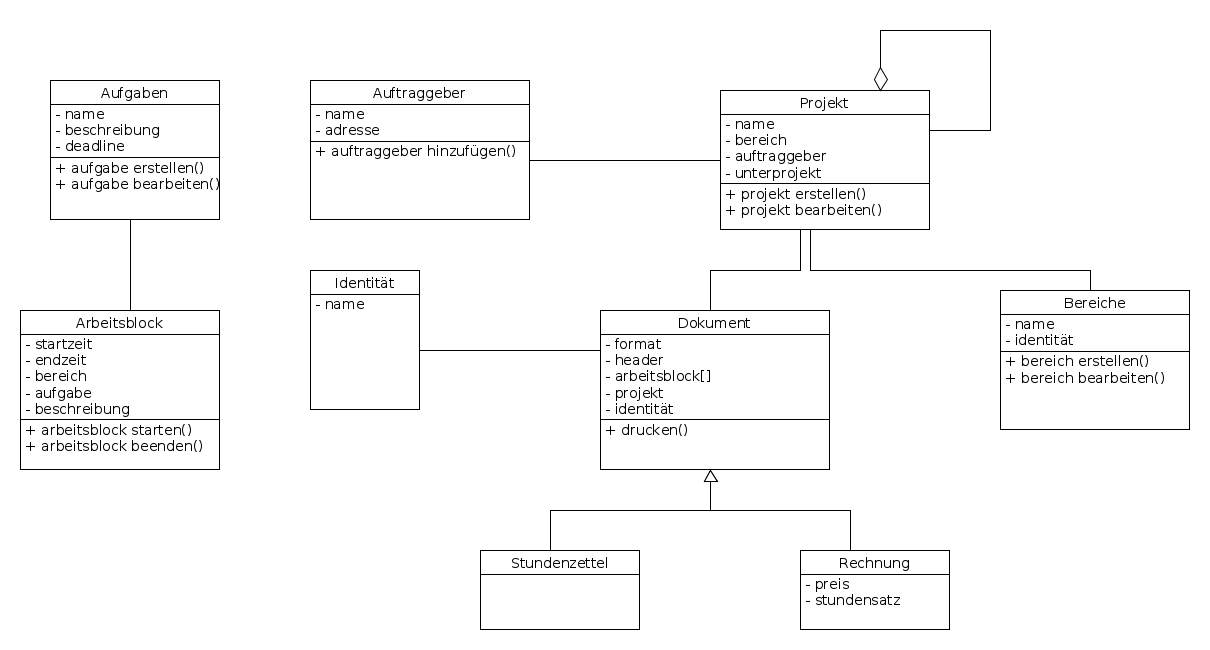 Aufgaben
- name
- beschreibung
- deadline
+ aufgabe erstellen()
+ aufgabe bearbeiten()
Auftraggeber
- name
- adresse
+ auftraggeber hinzufügen()
Projekt
- name
- bereich
- auftraggeber
- unterprojekt
+ projekt erstellen()
+ projekt bearbeiten()
Arbeitsblock
- startzeit
- endzeit
- bereich
- aufgabe
- beschreibung
+ arbeitsblock starten()
+ arbeitsblock beenden()
Identität
- name
Dokument
- format
- header
- arbeitsblock[]
- projekt
- identität
+ drucken()
Bereiche
- name
- identität
+ bereich erstellen()
+ bereich bearbeiten()
Stundenzettel
Rechnung
- preis
- stundensatz